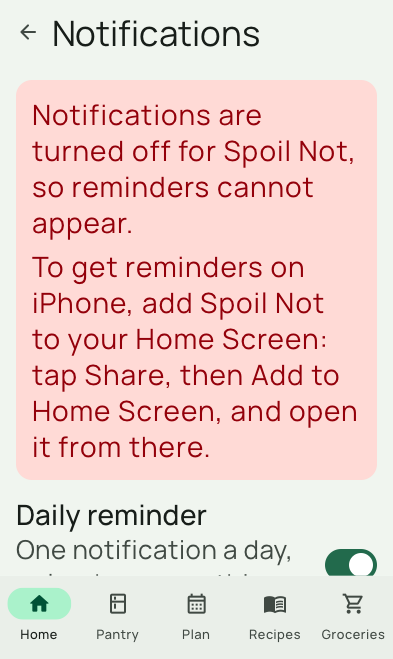 Notifications
Notifications are
turned off for Spoil Not,
so reminders cannot
appear.
To get reminders on
iPhone, add Spoil Not
to your Home Screen:
tap Share, then Add to
Home Screen, and open
it from there.
Daily reminder
One notification a day,
Home
Pantry
Plan
Recipes
Groceries